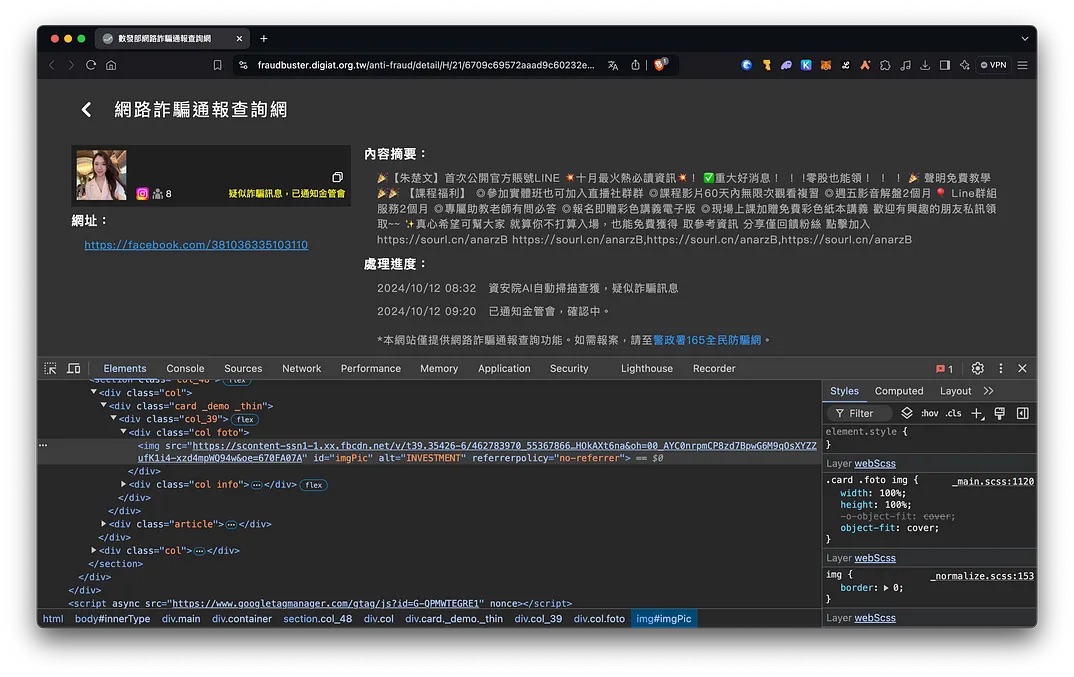 數發部網路詐騙通報查詢網
fraudbuster.digiat.org.tw/anti-fraud/detail/H/21/6709c69572aaad9c60232e...
VPN
網路詐騙通報查詢網
8
疑似詐騙訊息，已通知金管會
網址：
https://facebook.com/381036335103110
內容摘要：
🎉【朱楚文】首次公開官方賬號LINE 💥十月最火熱必讀資訊💥！ ✅重大好消息！ ！ !零股也能領！ ！ ！ 🎉 聲明免費教學
🎉🎉 【課程福利】 ◎參加實體班也可加入直播社群群 ◎課程影片60天內無限次觀看複習 ◎週五影音解盤2個月🎈 Line群組
服務2個月 ◎專屬助教老師有問必答 ◎報名即贈彩色講義電子版 ◎現場上課加贈免費彩色紙本講義 歡迎有興趣的朋友私訊領
取~~ ✨真心希望可幫大家 就算你不打算入場，也能免費獲得 取參考資訊 分享僅回饋粉絲 點擊加入
https://sourl.cn/anarzB,https://sourl.cn/anarzB,https://sourl.cn/anarzB
處理進度：
2024/10/12 08:32 資安院AI自動掃描查獲，疑似詐騙訊息
2024/10/12 09:20 已通知金管會，確認中。
*本網站僅提供網路詐騙通報查詢功能。如需報案，請至警政署165全民防騙網。
Elements Console Sources Network Performance Memory Application Security Lighthouse Recorder 1
<section class="col_48"> flex
<div class="col">
<div class="card _demo _thin">
<div class="col_39"> flex
<div class="col foto">
<img src="https://scontent-ssn1-1.xx.fbcdn.net/v/t39.35426-6/462783970_55367866…HOkAXt6na&oh=00_AYC0nrpmCP8zd7BpwG6M9qOsXYZZ
ufK1i4-xzd4mpWQ94w&oe=670FA07A" id="imgPic" alt="INVESTMENT" referrerpolicy="no-referrer"> == $0
</div>
<div class="col info"> … </div> flex
</div>
</div>
<div class="article"> … </div>
</div>
<div class="col"> … </div>
</section>
</div>
</div>
<script async src="https://www.googletagmanager.com/gtag/js?id=G-QPMWTEGRE1" nonce></script>
html body#innerType div.main div.container section.col_48 div.col div.card._demo._thin div.col_39 div.col.foto img#imgPic
Styles Computed Layout
Filter :hov .cls
element.style {
}
Layer webScss
.card .foto img { _main.scss:1120
width: 100%;
height: 100%;
-o-object-fit: cover;
object-fit: cover;
}
Layer webScss
img { _normalize.scss:153
border: 0;
}
Layer webScss